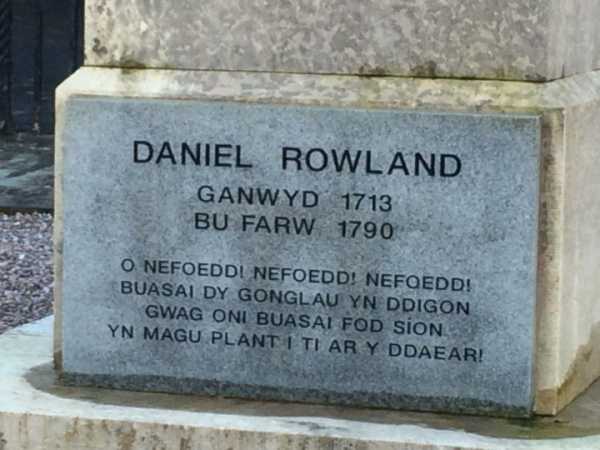 DANIEL ROWLAND
GANWYD 1713
BU FARW 1790
O NEFOEDD! NEFOEDD! NEFOEDD!
BUASAI DY GONGLAU YN DDIGON
GWAG ONI BUASAI FOD SION
YN MAGU PLANT I TI AR Y DDAEAR!